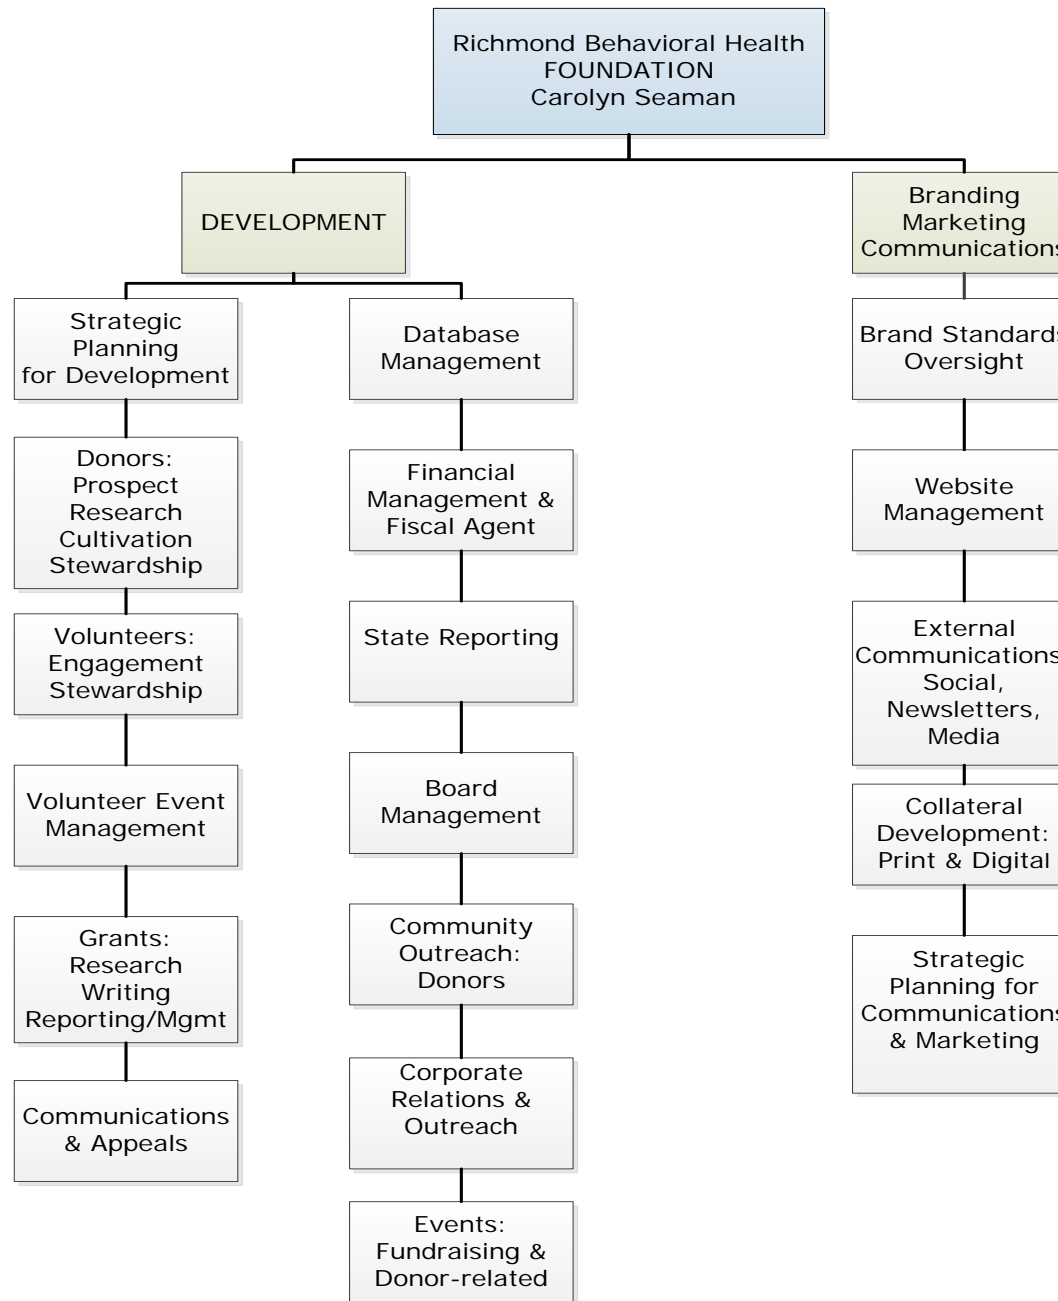 Richmond Behavioral Health
FOUNDATION
Carolyn Seaman
DEVELOPMENT
Branding
Marketing
Communications
Strategic
Planning
for Development
Donors:
Prospect
Research
Cultivation
Stewardship
Volunteers:
Engagement
Stewardship
Volunteer Event
Management
Grants:
Research
Writing
Reporting/Mgmt
Communications
& Appeals
Database
Management
Financial
Management &
Fiscal Agent
State Reporting
Board
Management
Community
Outreach:
Donors
Corporate
Relations &
Outreach
Events:
Fundraising &
Donor-related
Brand Standards
Oversight
Website
Management
External
Communications
Social,
Newsletters,
Media
Collateral
Development:
Print & Digital
Strategic
Planning for
Communications
& Marketing